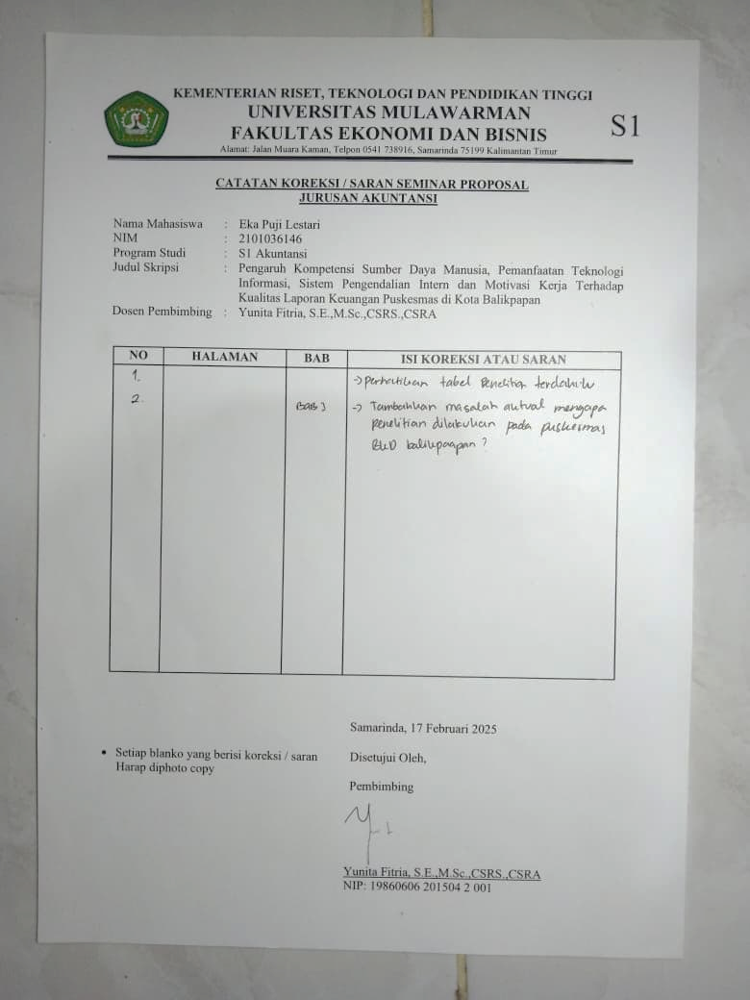 KEMENTERIAN RISET, TEKNOLOGI DAN PENDIDIKAN TINGGI
UNIVERSITAS MULAWARMAN
FAKULTAS EKONOMI DAN BISNIS
S1
Alamat: Jalan Muara Kaman, Telpon 0541 738916, Samarinda 75199 Kalimantan Timur
CATATAN KOREKSI / SARAN SEMINAR PROPOSAL
JURUSAN AKUNTANSI
Nama Mahasiswa : Eka Puji Lestari
NIM : 2101036146
Program Studi : S1 Akuntansi
Judul Skripsi : Pengaruh Kompetensi Sumber Daya Manusia, Pemanfaatan Teknologi
Informasi, Sistem Pengendalian Intern dan Motivasi Kerja Terhadap
Kualitas Laporan Keuangan Puskesmas di Kota Balikpapan
Dosen Pembimbing : Yunita Fitria, S.E.,M.Sc.,CSRS.,CSRA
NO HALAMAN BAB ISI KOREKSI ATAU SARAN
1. -> perhatikan tabel Penelitian terdahulu
2. BAB -> Tambahkan masalah aktual mengapa
penelitian dilakukan pada puskesmas
balikpaapan ?
Samarinda, 17 Februari 2025
• Setiap blanko yang berisi koreksi / saran
Harap diphoto copy
Disetujui Oleh,
Pembimbing
Yunita Fitria, S.E.,M.Sc.,CSRS.,CSRA
NIP: 19860606 201504 2 001